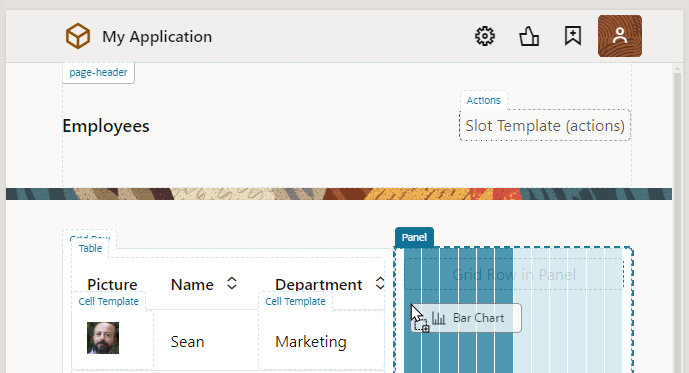 My Application
page-header
Actions
Employees
Slot Template (actions)
Grid Row
Table
Panel
Picture
Name
Department
Grid Row in Panel
Cell Template
Cell Template
Bar Chart
Sean
Marketing